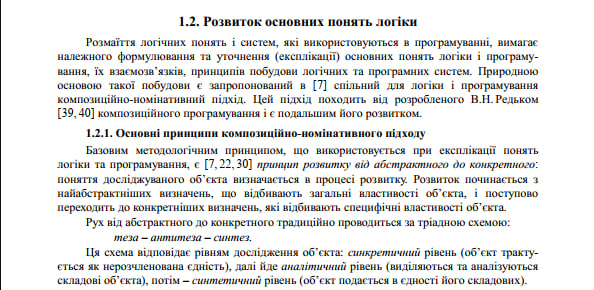 1.2. Розвиток основних понять логіки
Розмаїття логічних понять і систем, які використовуються в програмуванні, вимагає
належного формулювання та уточнення (експлікації) основних понять логіки і програму-
вання, їх взаємозв’язків, принципів побудови логічних та програмних систем. Природною
основою такої побудови є запропонований в [7] спільний для логіки і програмування
композиційно-номінативний підхід. Цей підхід походить від розробленого В.Н. Редьком
[39, 40] композиційного програмування і є подальшим його розвитком.
1.2.1. Основні принципи композиційно-номінативного підходу
Базовим методологічним принципом, що використовується при експлікації понять
логіки та програмування, є [7, 22, 30] принцип розвитку від абстрактного до конкретного:
поняття досліджуваного об’єкта визначається в процесі розвитку. Розвиток починається з
найабстрактніших визначень, що відбивають загальні властивості об’єкта, і поступово
переходить до конкретніших визначень, які відбивають специфічні властивості об’єкта.
Рух від абстрактного до конкретного традиційно проводиться за тріадною схемою:
теза – антитеза – синтез.
Ця схема відповідає рівням дослідження об’єкта: синкретичний рівень (об’єкт тракту-
ється як нерозчленована єдність), далі йде аналітичний рівень (виділяються та аналізуються
складові об’єкта), потім – синтетичний рівень (об’єкт подається в єдності його складових).